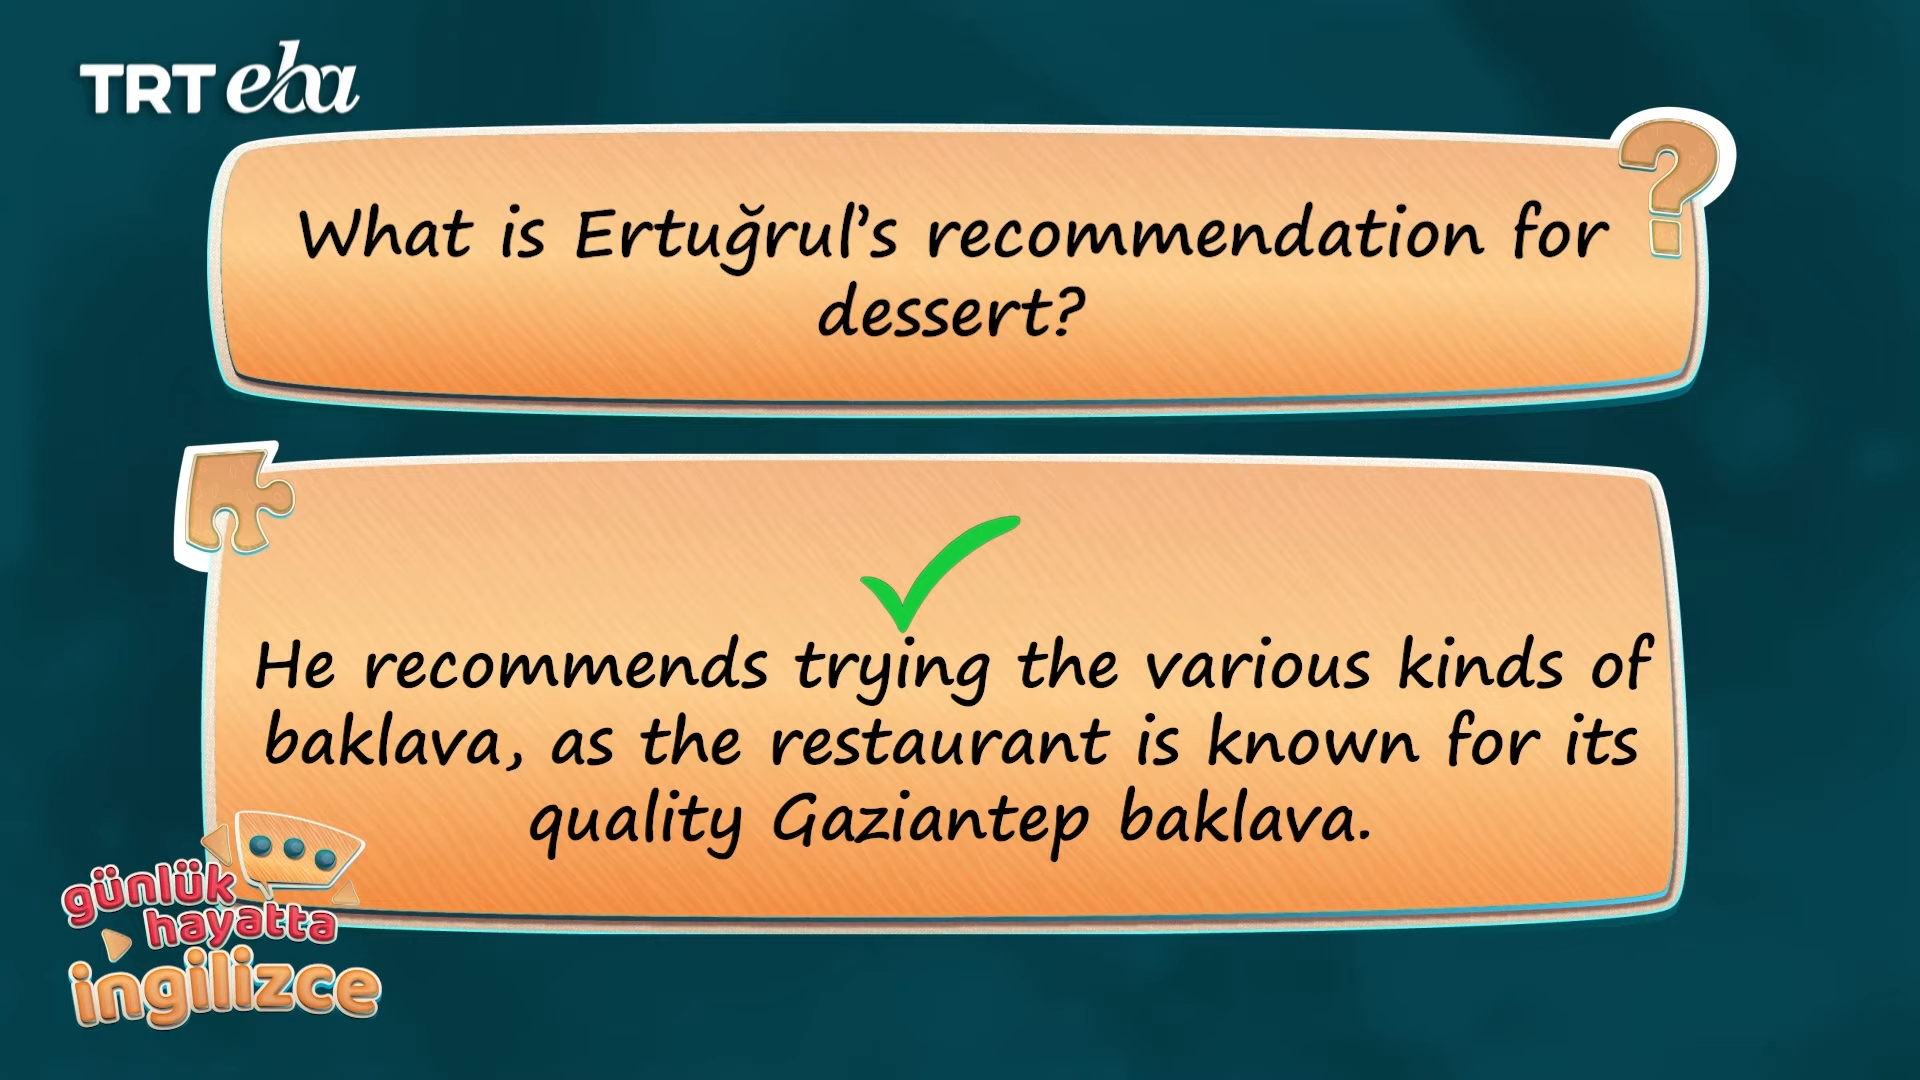 TRT eba
What is Ertuğrul's recommendation for
dessert?
He recommends trying the various kinds of
baklava, as the restaurant is known for its
quality Gaziantep baklava.
günlük
hayatta
ingilizce